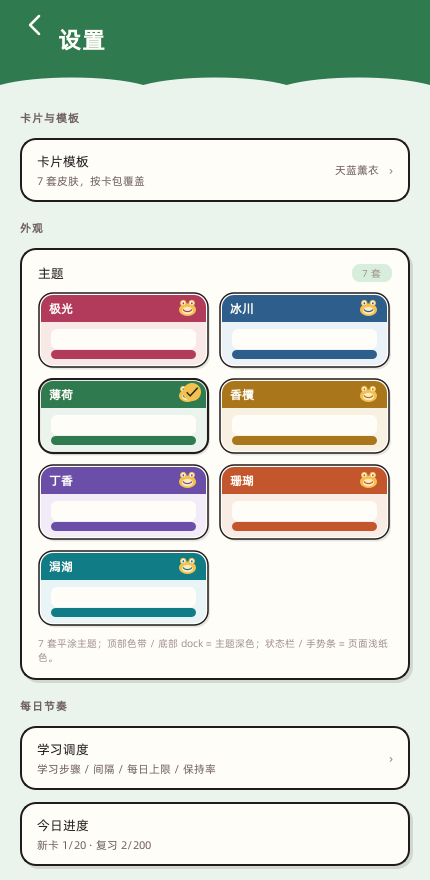 设置
卡片与模板
卡片模板
7 套皮肤，按卡包覆盖
天蓝薰衣 ›
外观
主题
7 套
极光
冰川
薄荷
香檟
丁香
珊瑚
潟湖
7 套平涂主题；顶部色带 / 底部 dock = 主题深色；状态栏 / 手势条 = 页面浅纸
色。
每日节奏
学习调度
学习步骤 / 间隔 / 每日上限 / 保持率
›
今日进度
新卡 1/20 · 复习 2/200